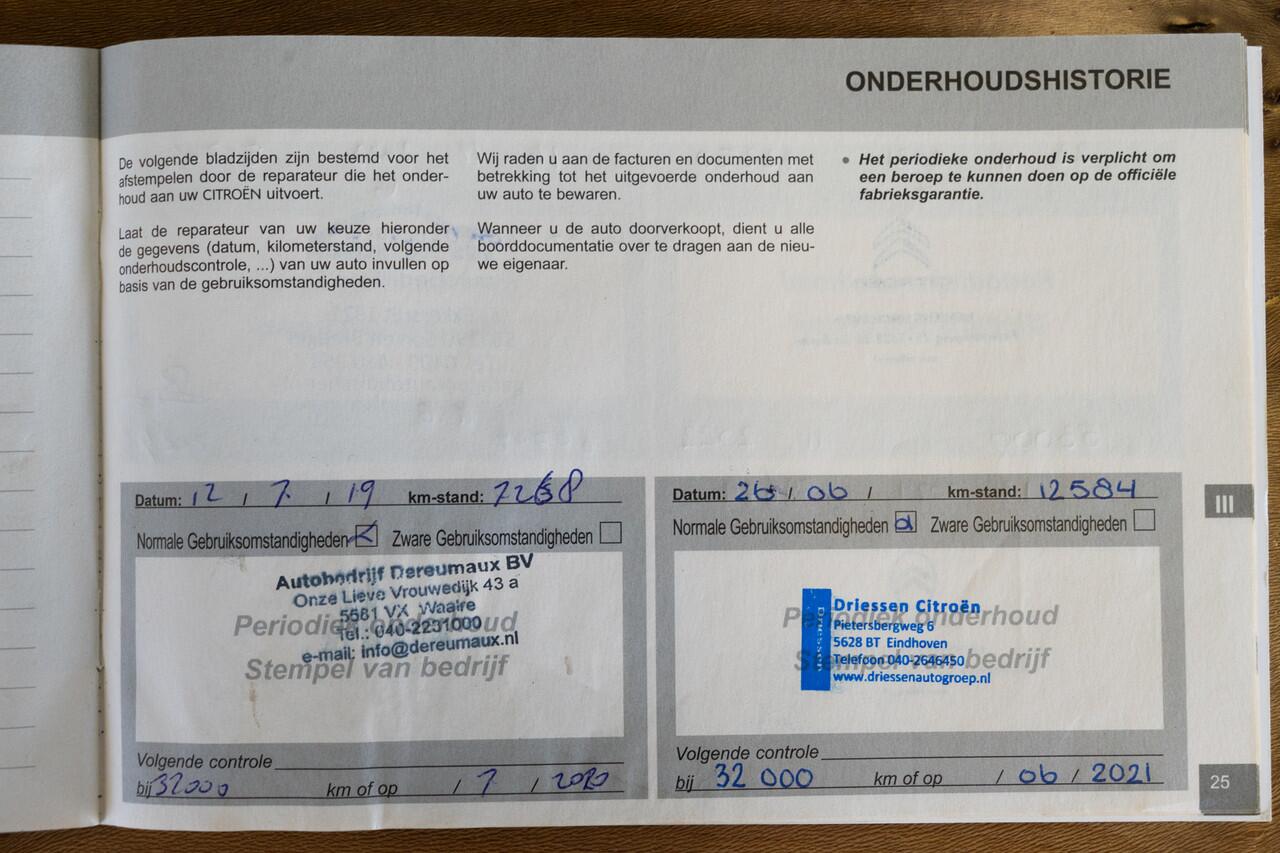 ONDERHOUDSHISTORIE
De volgende bladzijden zijn bestemd voor het
afstempelen door de reparateur die het onder-
houd aan uw CITROËN uitvoert.
Laat de reparateur van uw keuze hieronder
de gegevens (datum, kilometerstand, volgende
onderhoudscontrole, ...) van uw auto invullen op
basis van de gebruiksomstandigheden.
Wij raden u aan de facturen en documenten met
betrekking tot het uitgevoerde onderhoud aan
uw auto te bewaren.
Wanneer u de auto doorverkoopt, dient u alle
boorddocumentatie over te dragen aan de nieu-
we eigenaar.
• Het periodieke onderhoud is verplicht om
een beroep te kunnen doen op de officiële
fabrieksgarantie.
Datum: 12 / 7 / 19 km-stand:
Normale Gebruiksomstandigheden Zware Gebruiksomstandigheden
Autobedrijf Dereumaux BV
Onze Lieve Vrouwedijk 43 a
5581 VX Waalre
Tel.: 040-2231000
e-mail: info@dereumaux.nl
Periodiek onderhoud
Stempel van bedrijf
Volgende controle
bij 32000 km of op / 7 / 2020
Datum: 26 / 06 / km-stand: 12584
Normale Gebruiksomstandigheden Zware Gebruiksomstandigheden
Driessen
Driessen Citroën
Pietersbergweg 6
5628 BT Eindhoven
Telefoon 040-2646450
www.driessenautogroep.nl
Periodiek onderhoud
Stempel van bedrijf
Volgende controle
bij 32 000 km of op / 06 / 2021
III
25